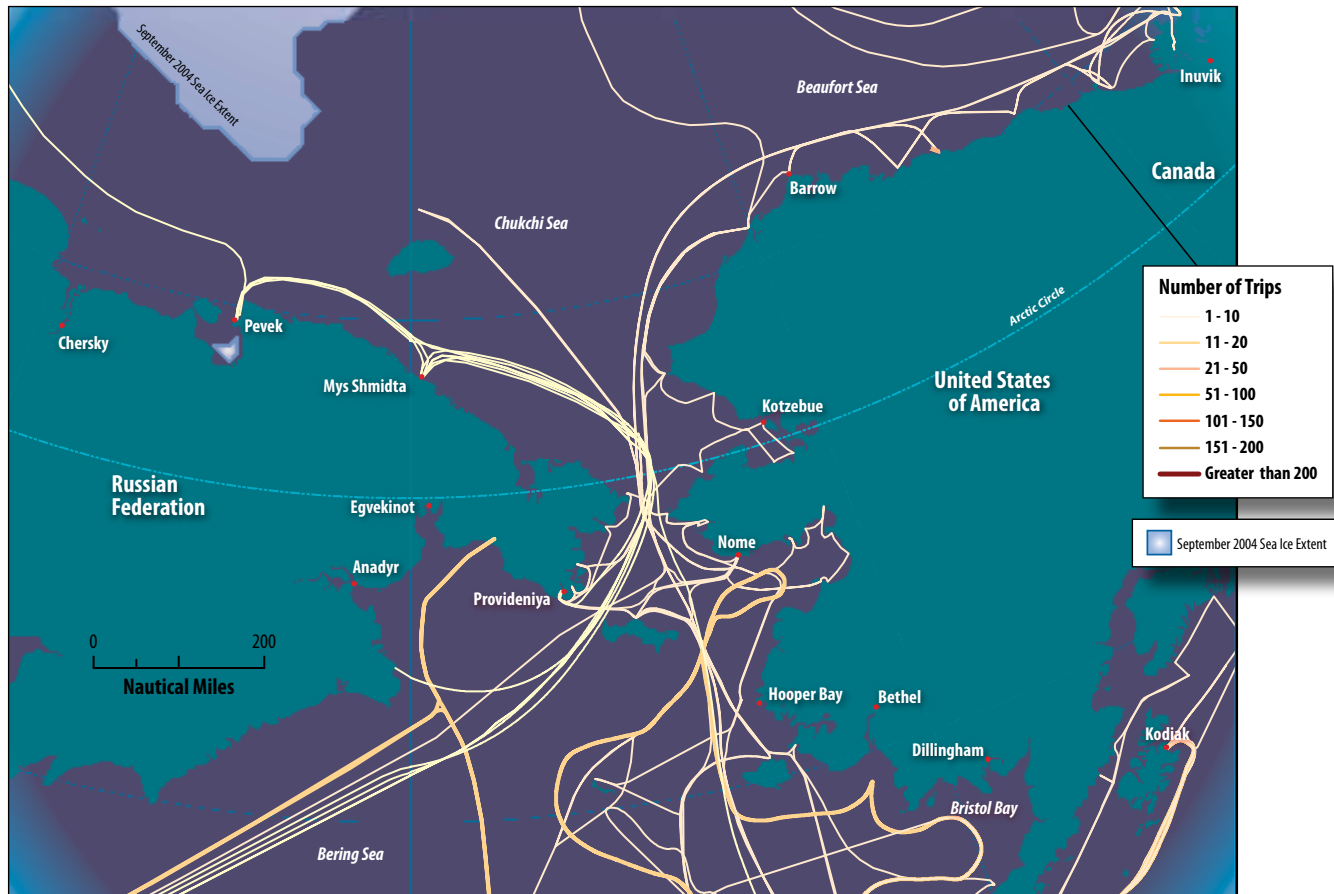 September 2004 Sea Ice Extent
Beaufort Sea
Inuvik
Canada
Barrow
Chukchi Sea
Number of Trips
1 - 10
11 - 20
21 - 50
51 - 100
101 - 150
151 - 200
Greater than 200
September 2004 Sea Ice Extent
Arctic Circle
Pevek
Chersky
Mys Shmidta
Kotzebue
United States
of America
Russian
Federation
Egvekinot
Nome
Anadyr
Provideniya
0 200
Nautical Miles
Hooper Bay
Bethel
Kodiak
Dillingham
Bristol Bay
Bering Sea